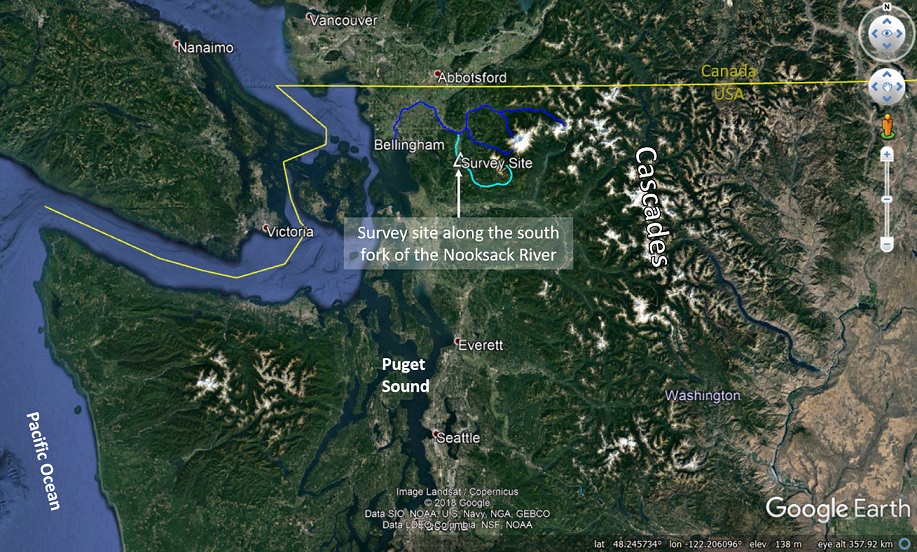 Vancouver
N
Nanaimo
Abbotsford
Canada
USA
Bellingham
Survey Site
Cascades
Victoria
Survey site along the south
fork of the Nooksack River
Everett
Puget
Sound
Washington
Pacific Ocean
Seattle
Image Landsat / Copernicus
© 2018 Google
Data SIO, NOAA, U.S. Navy, NGA, GEBCO
Data LDEO-Columbia, NSF, NOAA
Google Earth
lat 48.245734° lon -122.206096° elev 138 m eye alt 357.92 km